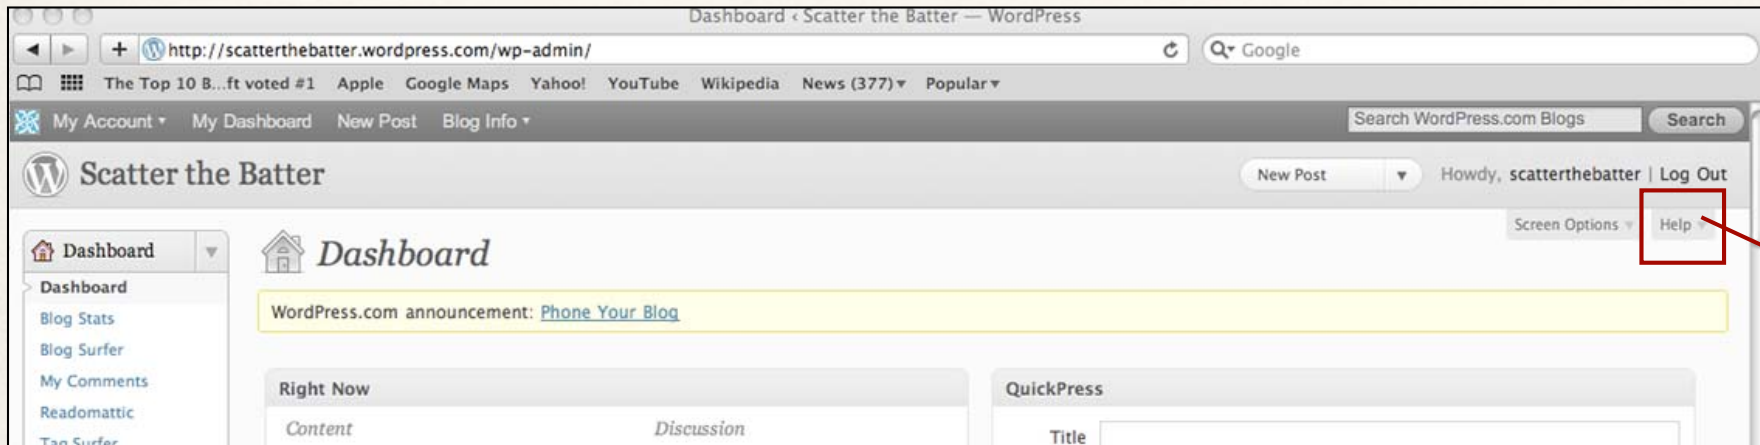 Dashboard ‹ Scatter the Batter — WordPress
http://scatterthebatter.wordpress.com/wp-admin/
Google
The Top 10 B...ft voted #1 Apple Google Maps Yahoo! YouTube Wikipedia News (377) Popular
My Account My Dashboard New Post Blog Info Search WordPress.com Blogs Search
Scatter the Batter New Post Howdy, scatterthebatter | Log Out
Screen Options Help
Dashboard
Dashboard
Dashboard
Blog Stats
Blog Surfer
My Comments
Readomattic
Tag Surfer
WordPress.com announcement: Phone Your Blog
Right Now
Content Discussion
QuickPress
Title